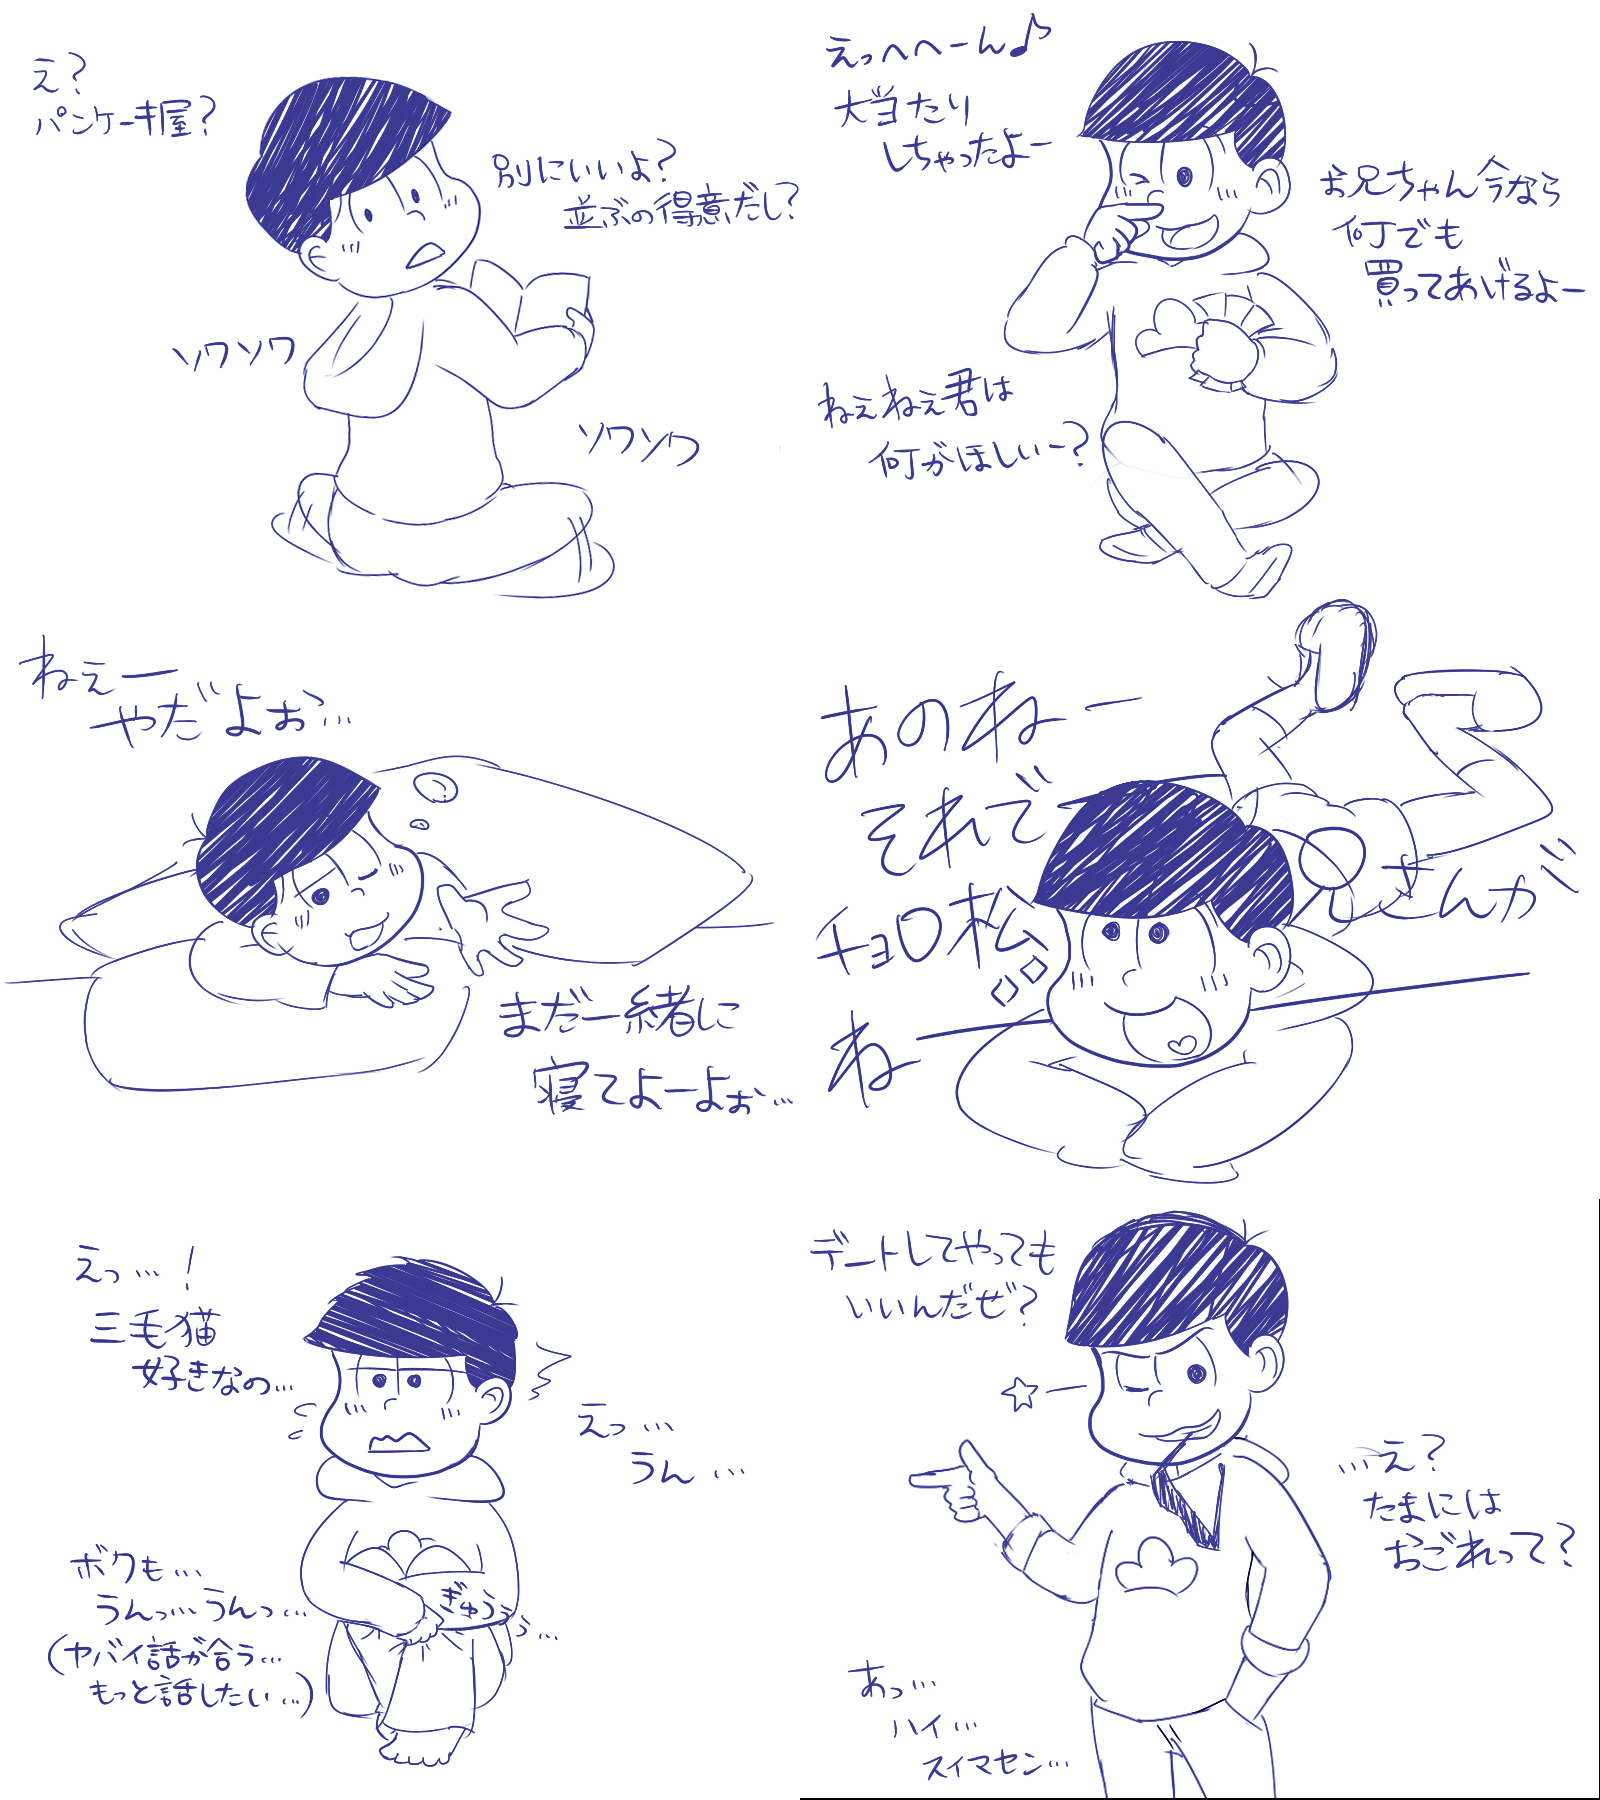 え?
パンケーキ屋?
別にいいよ?
並ぶの得意だし?
ソワソワ
ソワソワ
えっへへーん♪
大当たり
しちゃったよー
お兄ちゃん今なら
何でも
買ってあげるよー
ねぇねぇ君は
何がほしいー?
ねぇー
やだよぉ…
まだ一緒に
寝てよーよぉ…
あのねー
それで
チョロ松
兄さんが
ねー
えっ…!
三毛猫
好きなの…
えっ…
うん…
ボクも…
うんっ…うんっ…
(ヤバイ話が合う…
もっと話したい…)
ぎゅううぅ…
デートしてやっても
いいんだぜ?
…え?
たまには
おごれって?
あっ…
ハイ…
スイマセン…